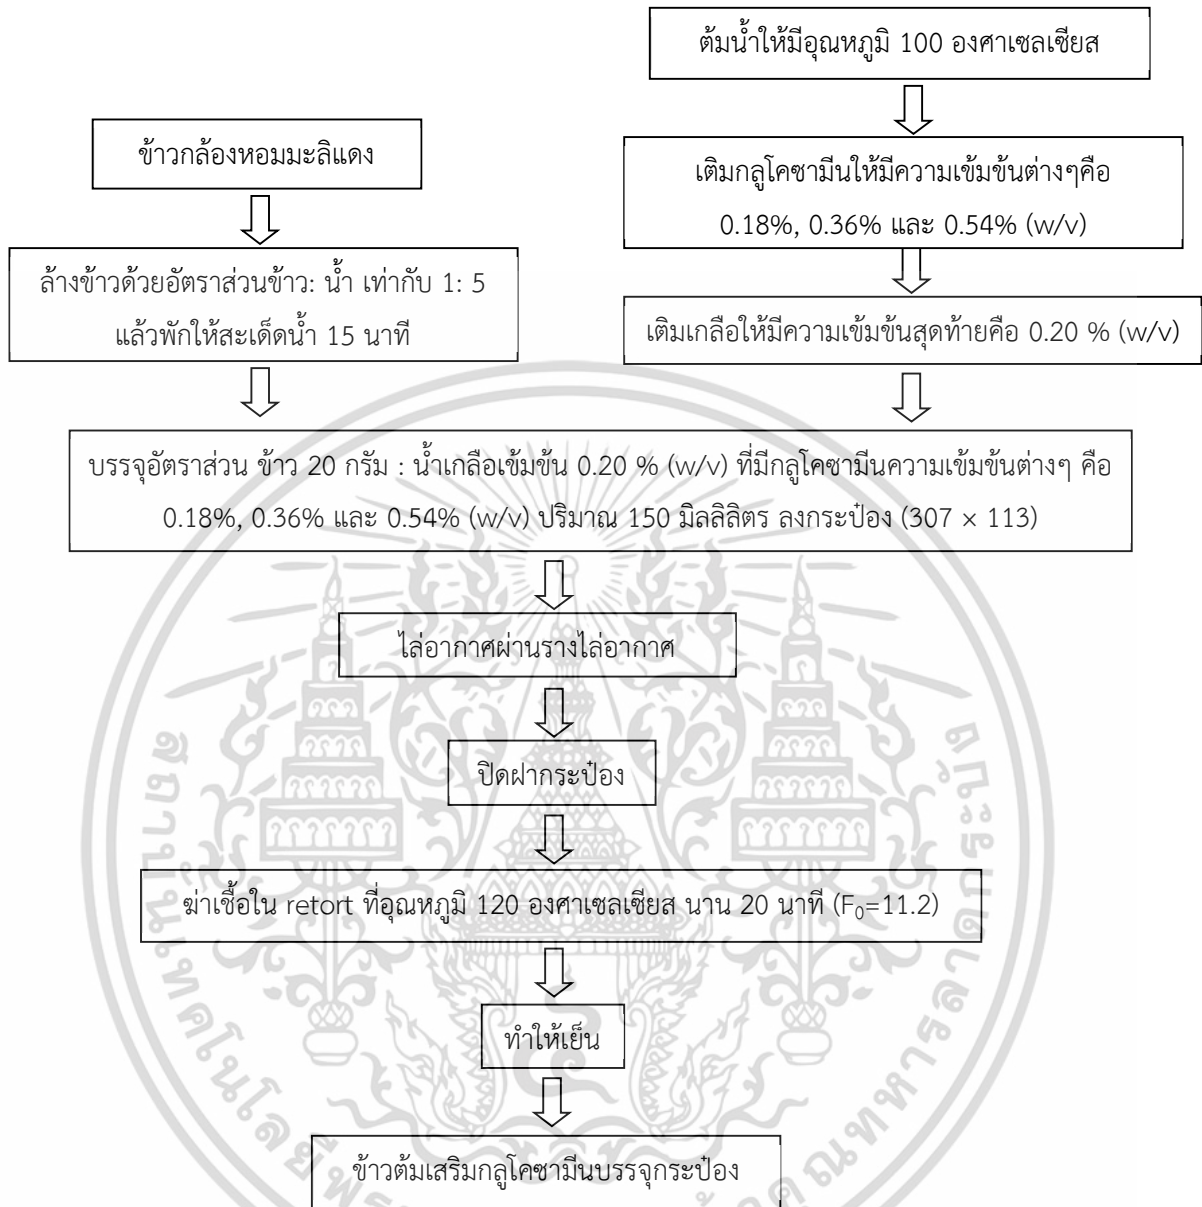 ต้มน้ำให้มีอุณหภูมิ 100 องศาเซลเซียส
ข้าวกล้องหอมมะลิแดง
เติมกลูโคซามีนให้มีความเข้มข้นต่างๆคือ
0.18%, 0.36% และ 0.54% (w/v)
ล้างข้าวด้วยอัตราส่วนข้าว: น้ำ เท่ากับ 1: 5
แล้วพักให้สะเด็ดน้ำ 15 นาที
เติมเกลือให้มีความเข้มข้นสุดท้ายคือ 0.20 % (w/v)
บรรจุอัตราส่วน ข้าว 20 กรัม : น้ำเกลือเข้มข้น 0.20 % (w/v) ที่มีกลูโคซามีนความเข้มข้นต่างๆ คือ
0.18%, 0.36% และ 0.54% (w/v) ปริมาณ 150 มิลลิลิตร ลงกระป๋อง (307 × 113)
ไล่อากาศผ่านรางไล่อากาศ
ปิดฝากระป๋อง
ฆ่าเชื้อใน retort ที่อุณหภูมิ 120 องศาเซลเซียส นาน 20 นาที (F₀=11.2)
ทำให้เย็น
ข้าวต้มเสริมกลูโคซามีนบรรจุกระป๋อง